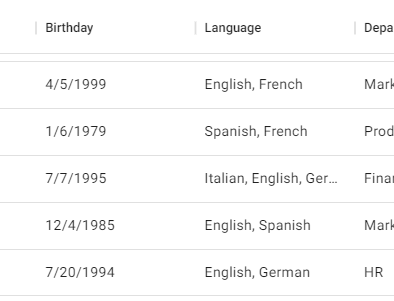 Birthday Language Depa
4/5/1999 English, French Mark
1/6/1979 Spanish, French Prod
7/7/1995 Italian, English, Ger... Finar
12/4/1985 English, Spanish Mark
7/20/1994 English, German HR